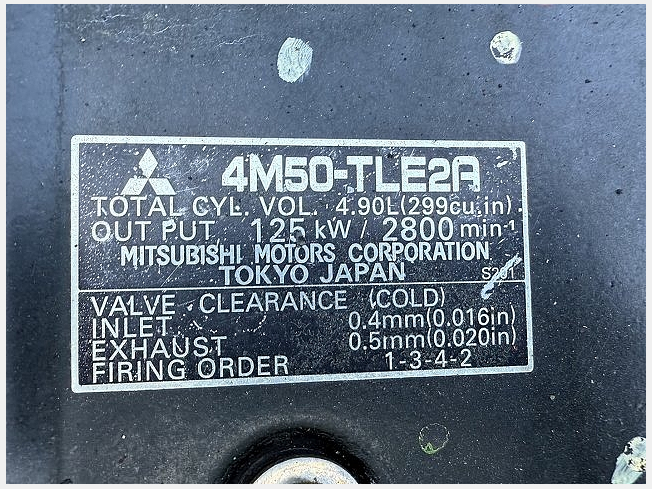 4M50-TLE2A
TOTAL CYL. VOL. 4.90L(299cu.in).
OUT PUT 125 kW / 2800 min-¹
MITSUBISHI MOTORS CORPORATION
TOKYO JAPAN
S201
VALVE CLEARANCE (COLD)
INLET 0.4mm(0.016in)
EXHAUST 0.5mm(0.020in)
FIRING ORDER 1-3-4-2